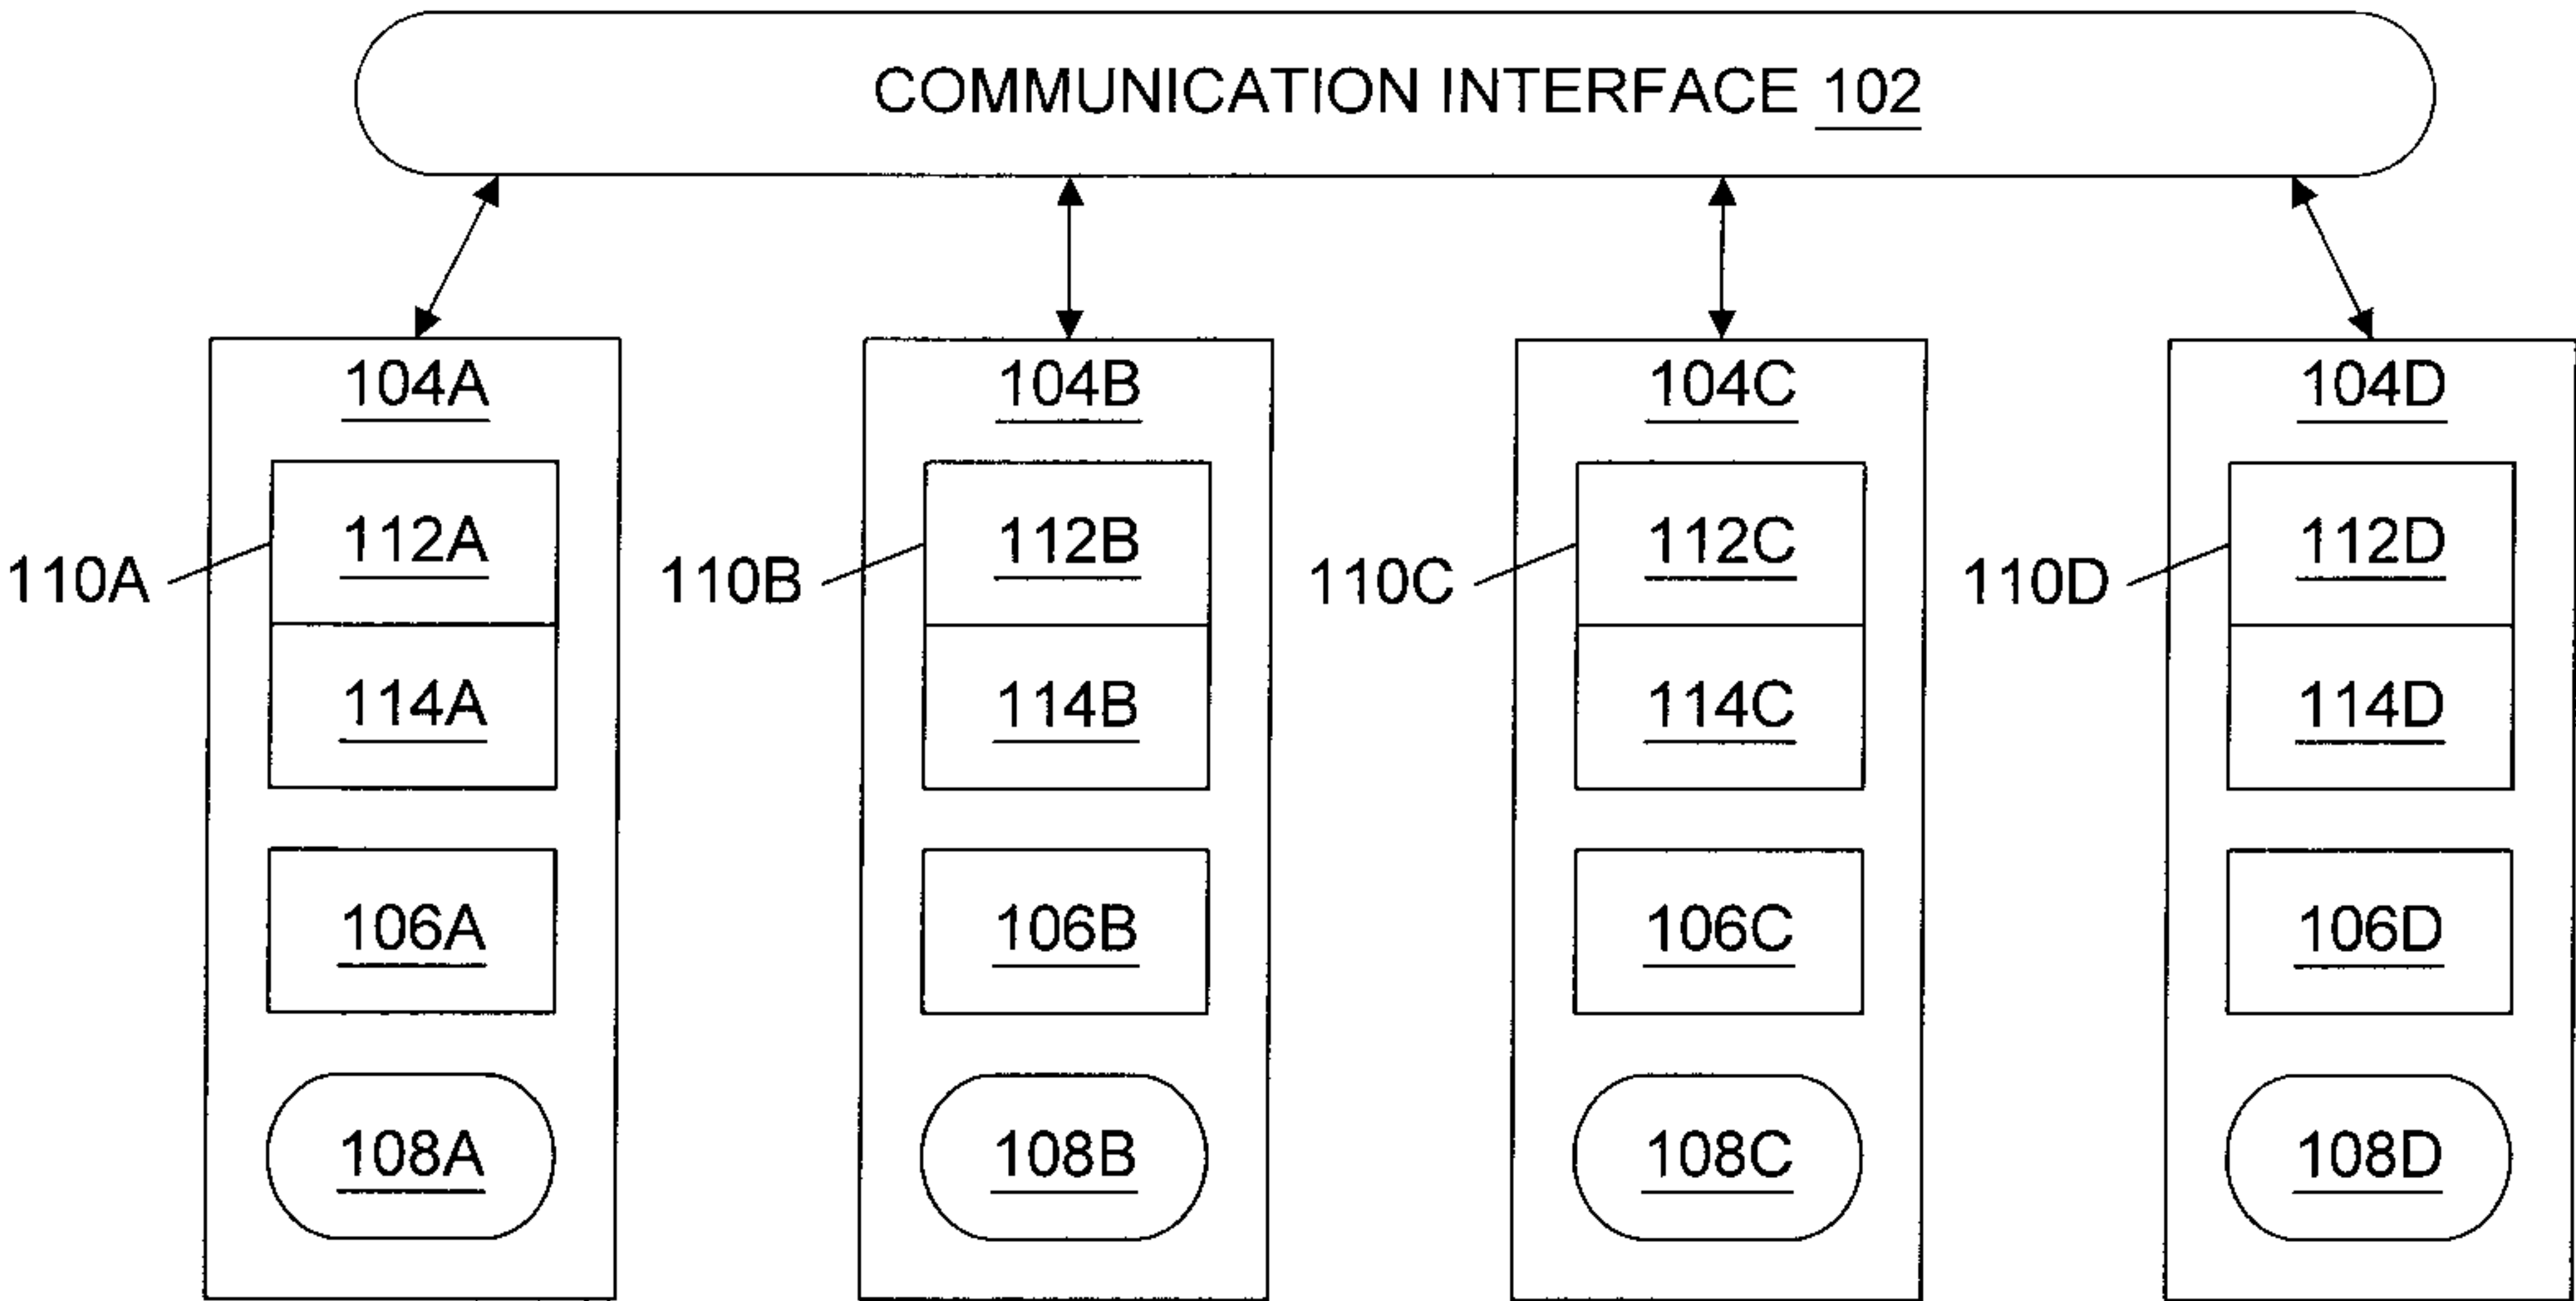 COMMUNICATION INTERFACE 102
104A 104B 104C 104D
112A 112B 112C 112D
110A 110B 110C 110D
114A 114B 114C 114D
106A 106B 106C 106D
108A 108B 108C 108D